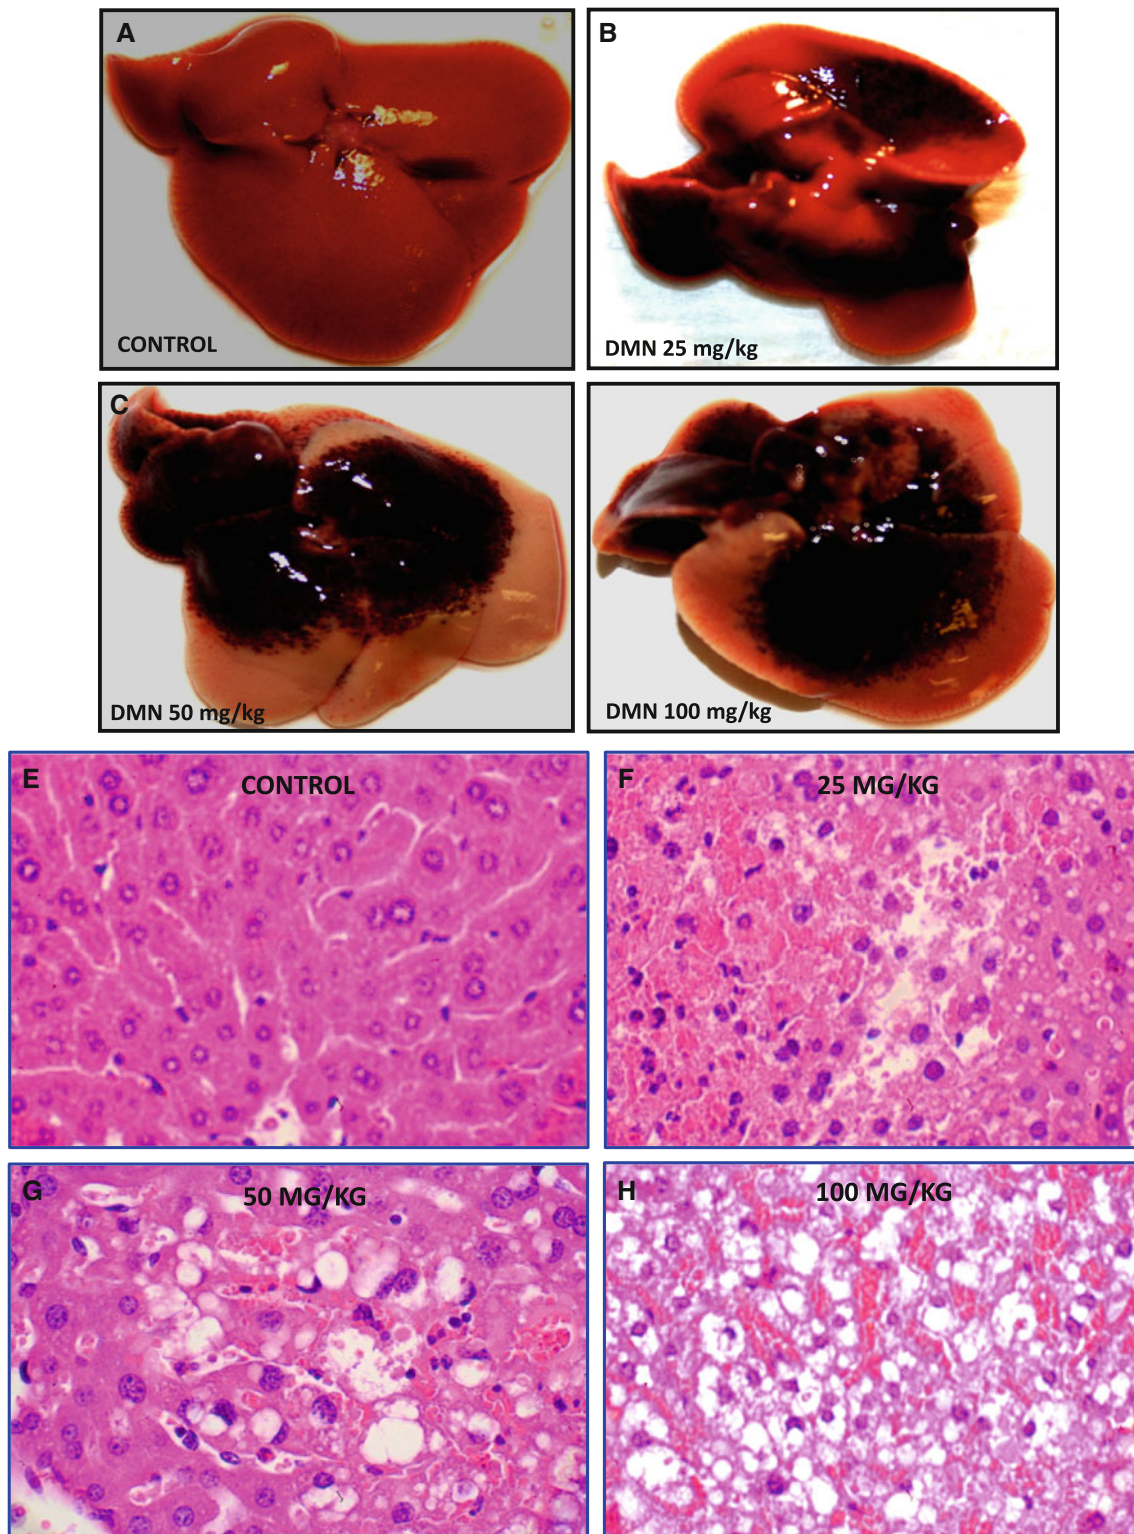 A
CONTROL
B
DMN 25 mg/kg
C
DMN 50 mg/kg
DMN 100 mg/kg
E
CONTROL
F
25 MG/KG
G
50 MG/KG
H
100 MG/KG